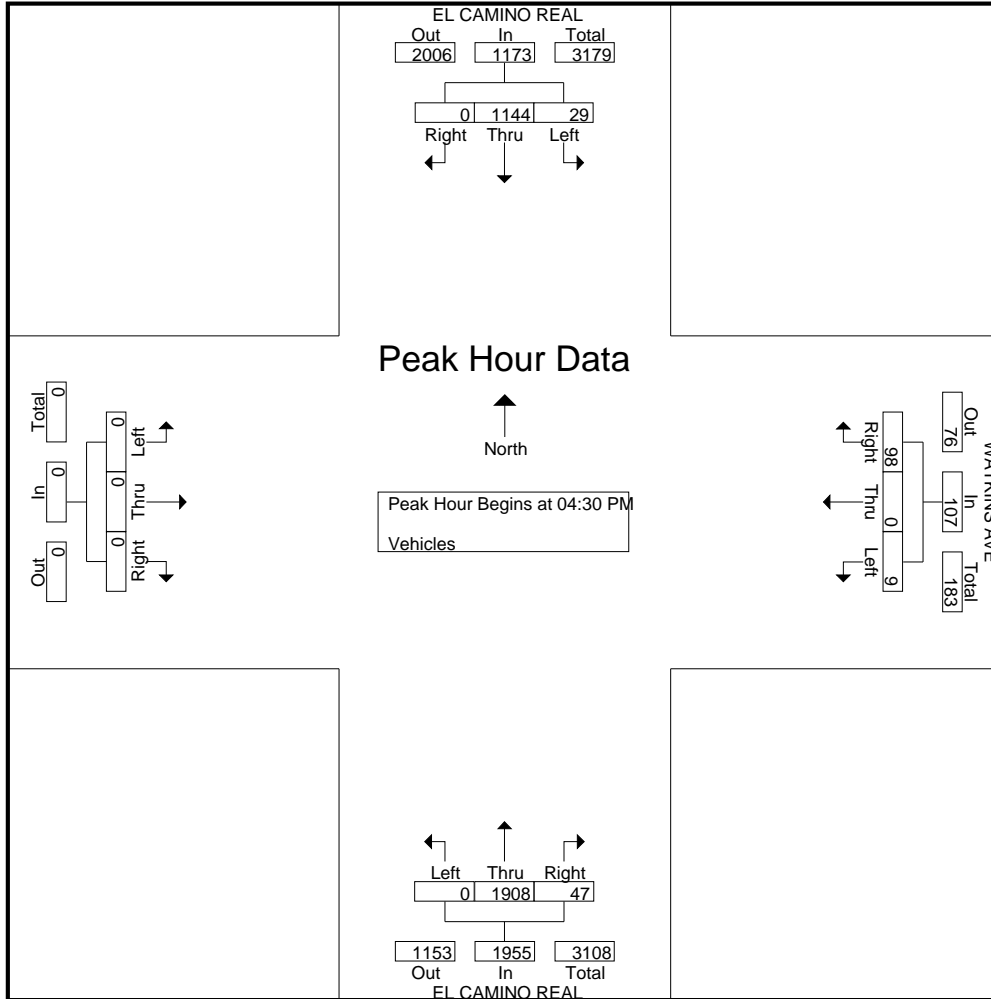 EL CAMINO REAL
Out In Total
2006 1173 3179
0 1144 29
Right Thru Left
Peak Hour Data
North
Peak Hour Begins at 04:30 PM
Vehicles
Total In Out
0 0 0
Left Thru Right
0 0 0
WATKINS AVE
Out In Total
76 107 183
Right Thru Left
98 0 9
Left Thru Right
0 1908 47
1153 1955 3108
Out In Total
EL CAMINO REAL